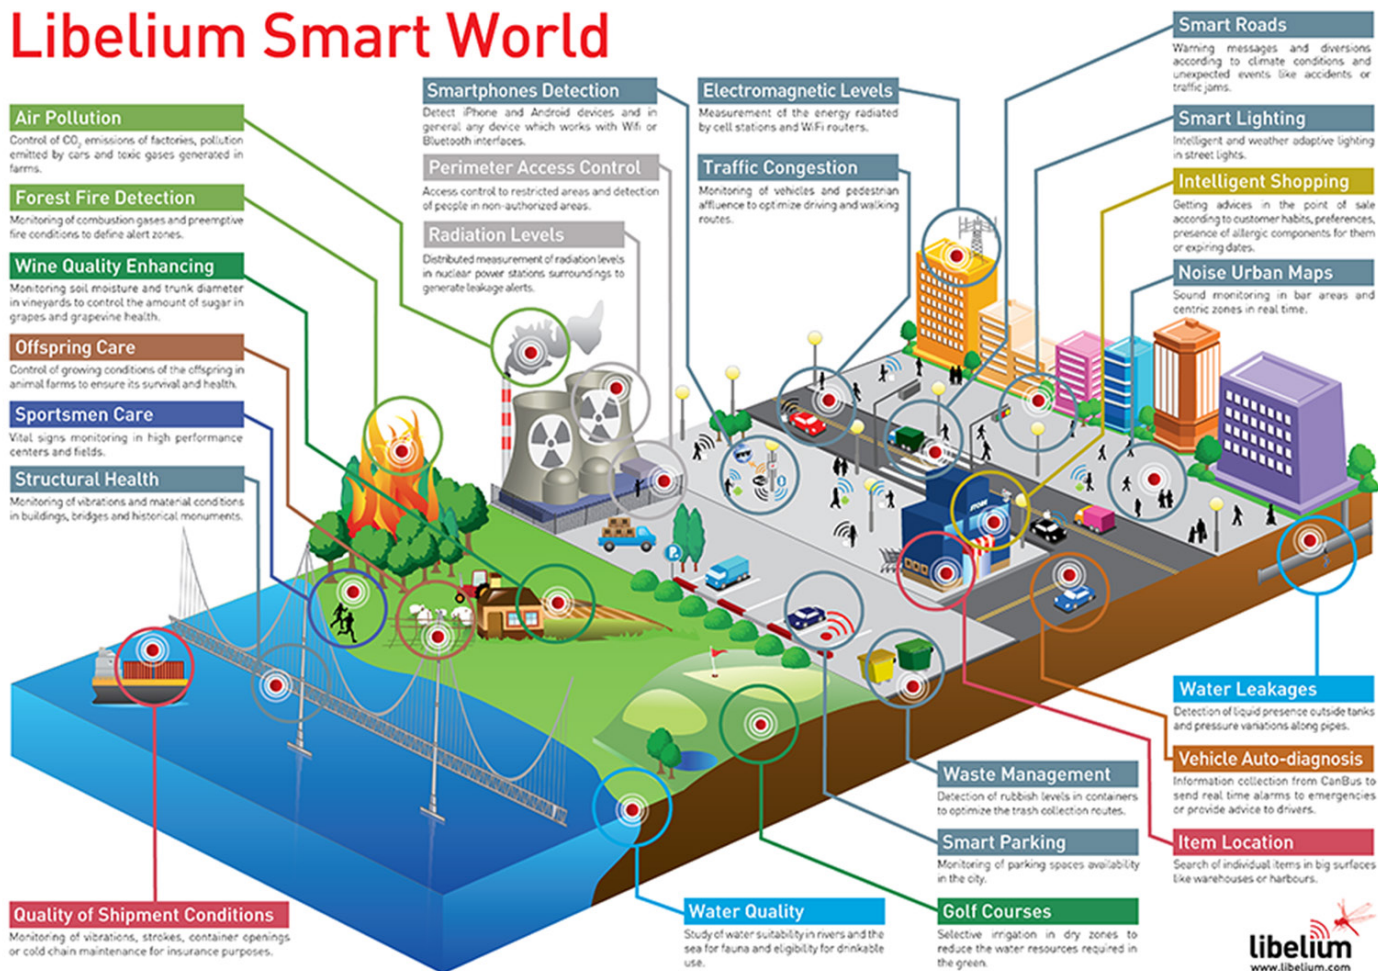 Libelium Smart World
Air Pollution
Control of CO₂ emissions of factories, pollution
emitted by cars and toxic gases generated in
farms.
Forest Fire Detection
Monitoring of combustion gases and preemptive
fire conditions to define alert zones.
Wine Quality Enhancing
Monitoring soil moisture and trunk diameter
in vineyards to control the amount of sugar in
grapes and grapevine health.
Offspring Care
Control of growing conditions of the offspring in
animal farms to ensure its survival and health.
Sportsmen Care
Vital signs monitoring in high performance
centers and fields.
Structural Health
Monitoring of vibrations and material conditions
in buildings, bridges and historical monuments.
Quality of Shipment Conditions
Monitoring of vibrations, strokes, container openings
or cold chain maintenance for insurance purposes.
Smartphones Detection
Detect iPhone and Android devices and in
general any device which works with Wifi or
Bluetooth interfaces.
Perimeter Access Control
Access control to restricted areas and detection
of people in non-authorized areas.
Radiation Levels
Distributed measurement of radiation levels
in nuclear power stations surroundings to
generate leakage alerts.
Electromagnetic Levels
Measurement of the energy radiated
by cell stations and WiFi routers.
Traffic Congestion
Monitoring of vehicles and pedestrian
affluence to optimize driving and walking
routes.
Smart Roads
Warning messages and diversions
according to climate conditions and
unexpected events like accidents or
traffic jams.
Smart Lighting
Intelligent and weather adaptive lighting
in street lights.
Intelligent Shopping
Getting advices in the point of sale
according to customer habits, preferences,
presence of allergic components for them
or expiring dates.
Noise Urban Maps
Sound monitoring in bar areas and
centric zones in real time.
STORE
P
Water Leakages
Detection of liquid presence outside tanks
and pressure variations along pipes.
Vehicle Auto-diagnosis
Information collection from CanBus to
send real time alarms to emergencies
or provide advice to drivers.
Item Location
Search of individual items in big surfaces
like warehouses or harbours.
Waste Management
Detection of rubbish levels in containers
to optimize the trash collection routes.
Smart Parking
Monitoring of parking spaces availability
in the city.
Golf Courses
Selective irrigation in dry zones to
reduce the water resources required in
the green.
Water Quality
Study of water suitability in rivers and the
sea for fauna and eligibility for drinkable
use.
libelium
www.libelium.com